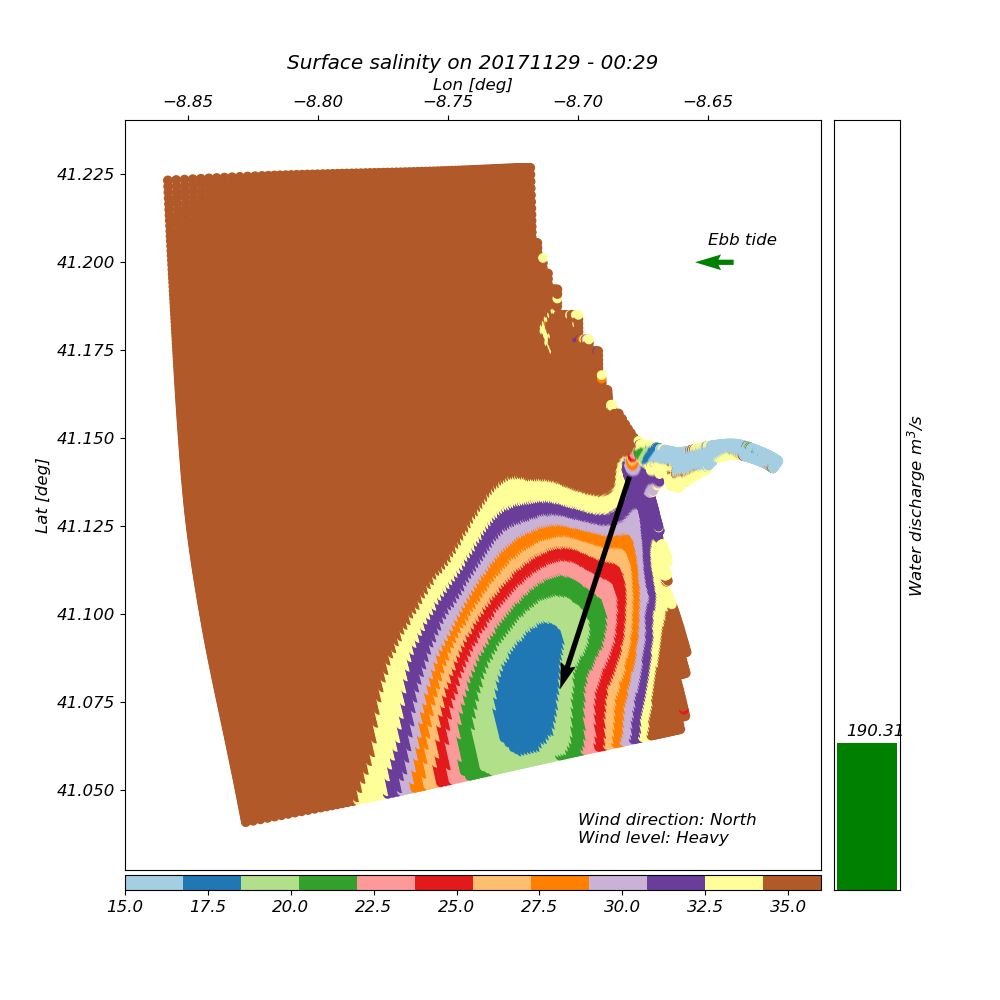 Surface salinity on 20171129 - 00:29
Lon [deg]
−8.85 −8.80 −8.75 −8.70 −8.65
41.225
41.200
41.175
41.150
41.125
41.100
41.075
41.050
Lat [deg]
Ebb tide
Wind direction: North
Wind level: Heavy
190.31
Water discharge m³/s
15.0 17.5 20.0 22.5 25.0 27.5 30.0 32.5 35.0